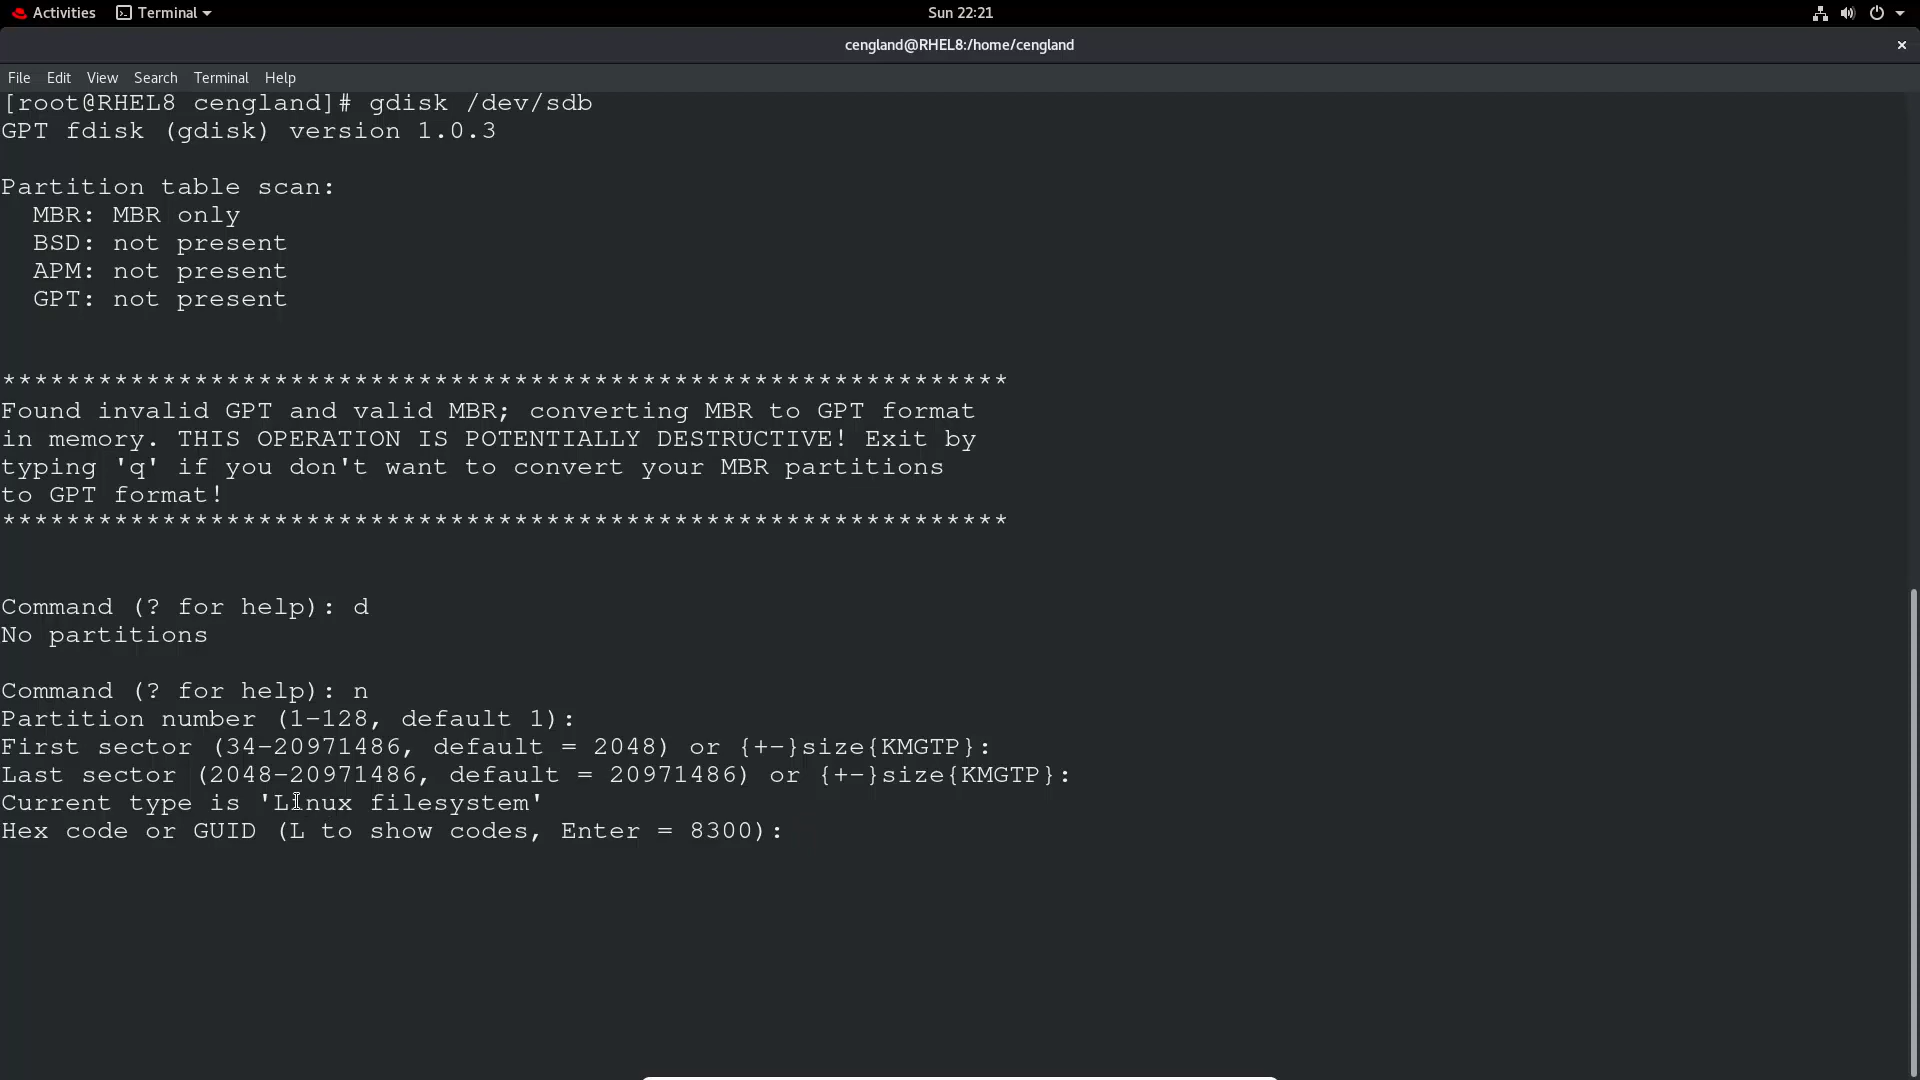 Activities Terminal Sun 22:21
cengland@RHEL8:/home/cengland
File Edit View Search Terminal Help
[root@RHEL8 cengland]# gdisk /dev/sdb
GPT fdisk (gdisk) version 1.0.3
Partition table scan:
MBR: MBR only
BSD: not present
APM: not present
GPT: not present
***************************************************************
Found invalid GPT and valid MBR; converting MBR to GPT format
in memory. THIS OPERATION IS POTENTIALLY DESTRUCTIVE! Exit by
typing 'q' if you don't want to convert your MBR partitions
to GPT format!
***************************************************************
Command (? for help): d
No partitions
Command (? for help): n
Partition number (1-128, default 1):
First sector (34-20971486, default = 2048) or {+-}size{KMGTP}:
Last sector (2048-20971486, default = 20971486) or {+-}size{KMGTP}:
Current type is 'Linux filesystem'
Hex code or GUID (L to show codes, Enter = 8300):